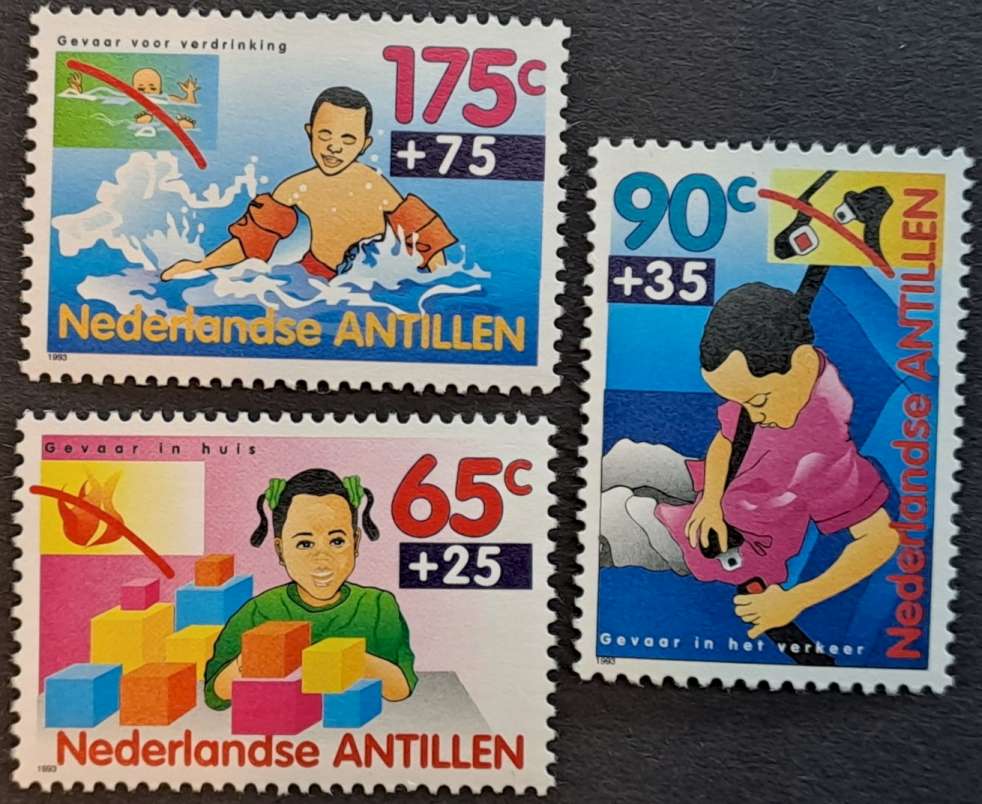 Gevaar voor verdrinking
175c
+75
Nederlandse ANTILLEN
1993
90c
+35
Nederlandse ANTILLEN
Gevaar in het verkeer
1993
Gevaar in huis
65c
+25
Nederlandse ANTILLEN
1993